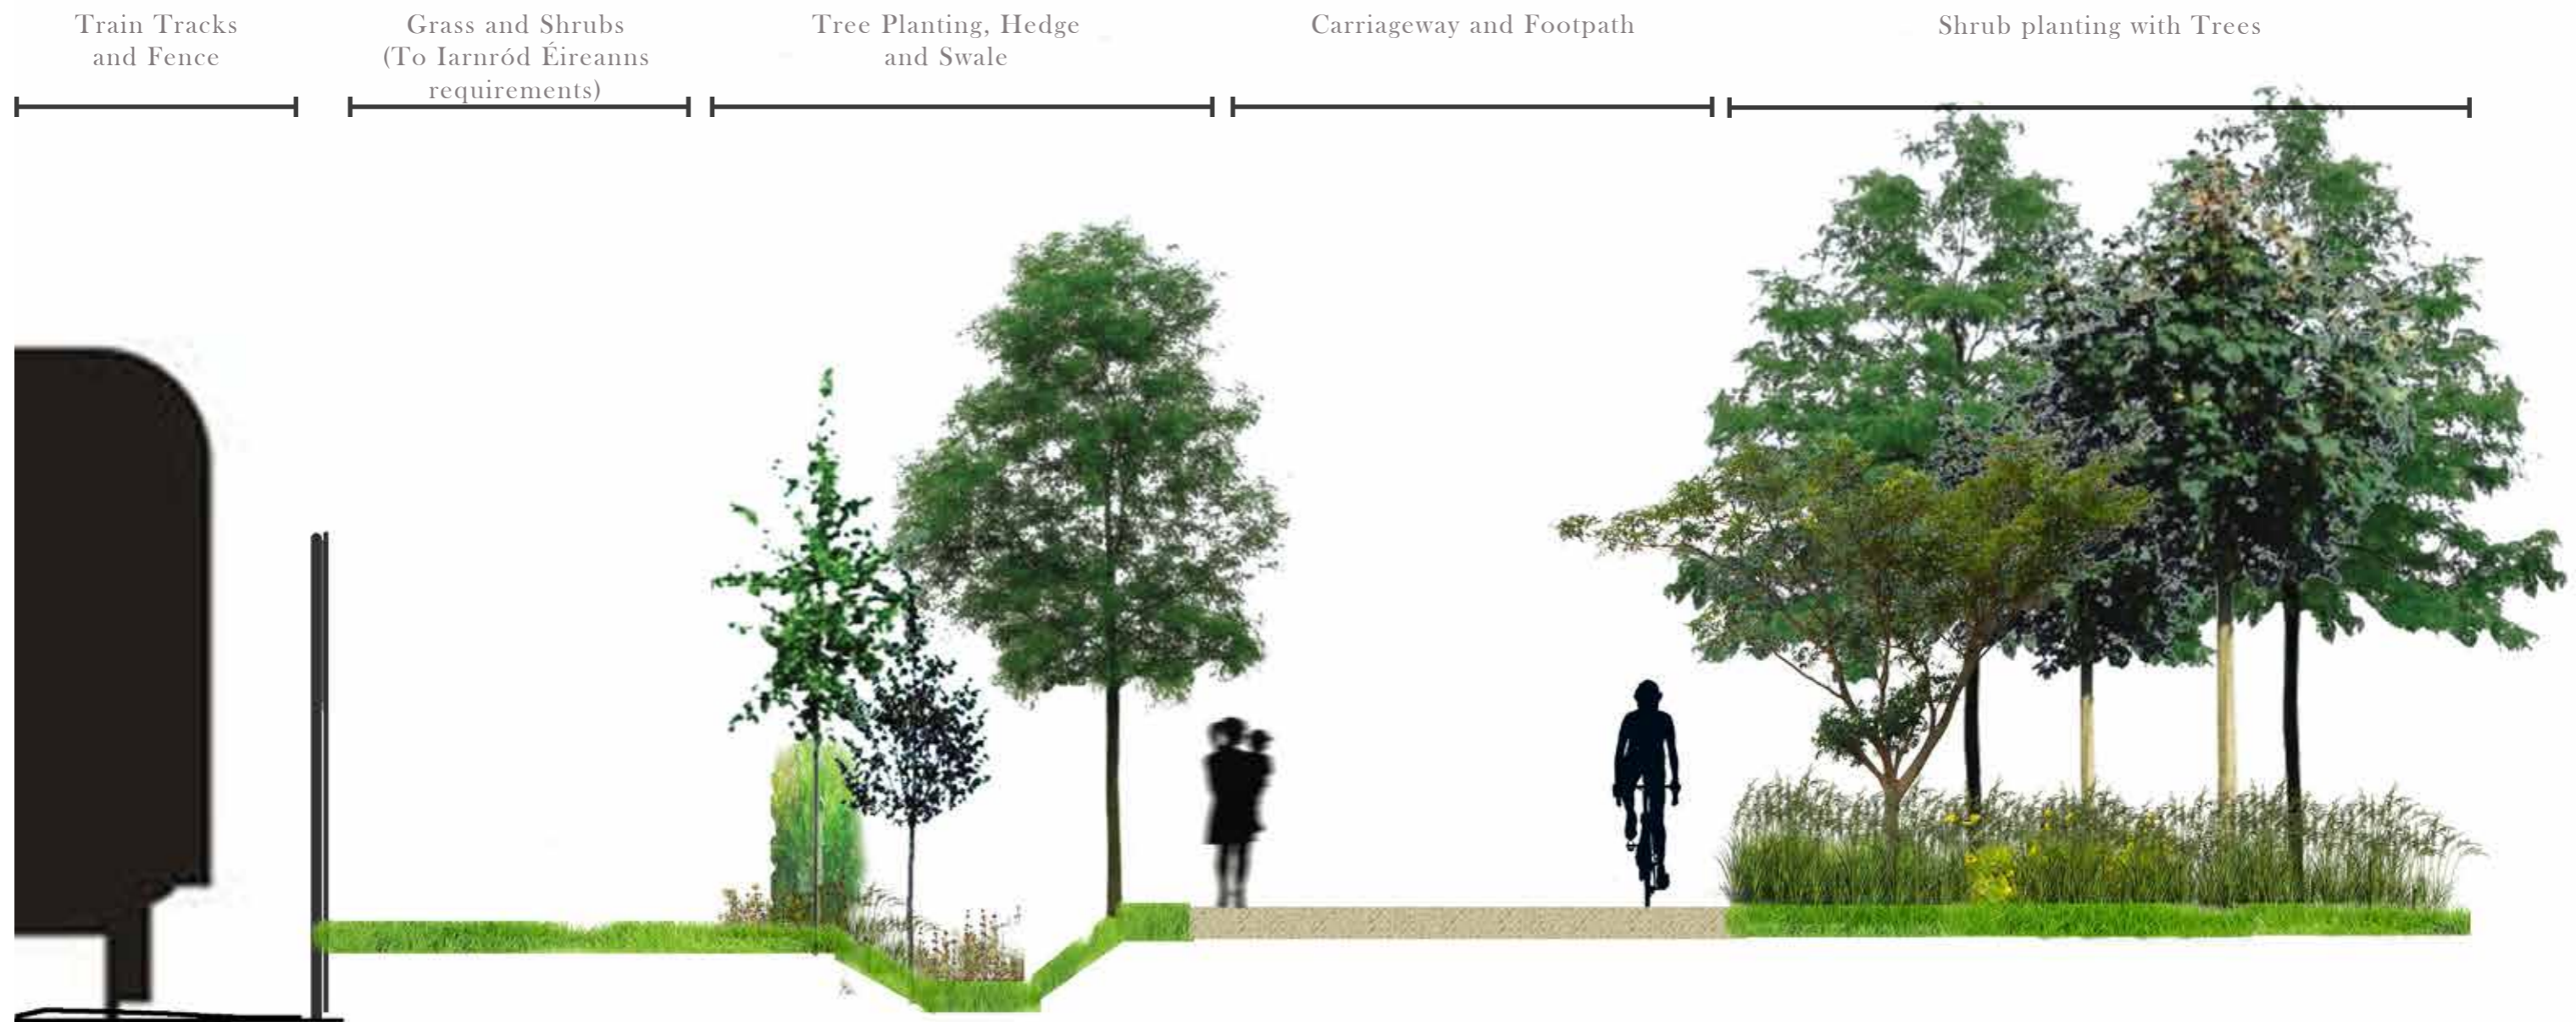 Train Tracks
and Fence
Grass and Shrubs
(To Iarnród Éireanns
requirements)
Tree Planting, Hedge
and Swale
Carriageway and Footpath
Shrub planting with Trees